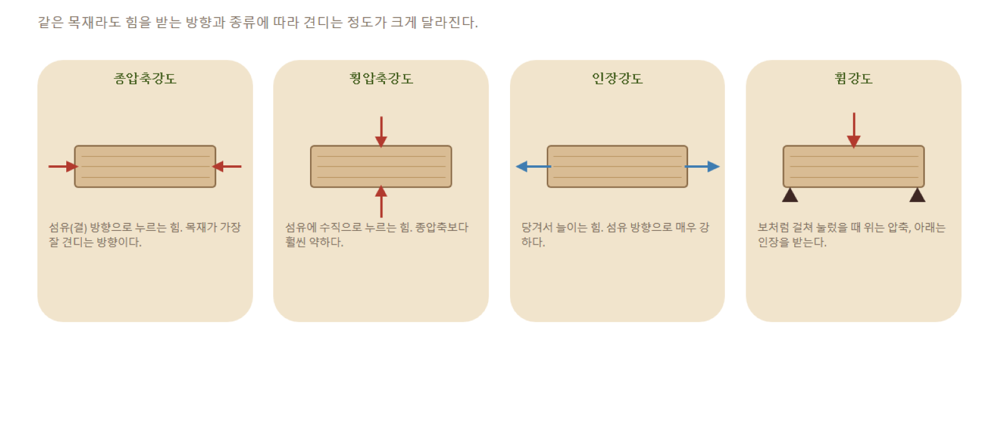 같은 목재라도 힘을 받는 방향과 종류에 따라 견디는 정도가 크게 달라진다.
종압축강도
섬유(결) 방향으로 누르는 힘. 목재가 가장
잘 견디는 방향이다.
횡압축강도
섬유에 수직으로 누르는 힘. 종압축보다
훨씬 약하다.
인장강도
당겨서 늘이는 힘. 섬유 방향으로 매우 강
하다.
휨강도
보처럼 걸쳐 눌렀을 때 위는 압축, 아래는
인장을 받는다.